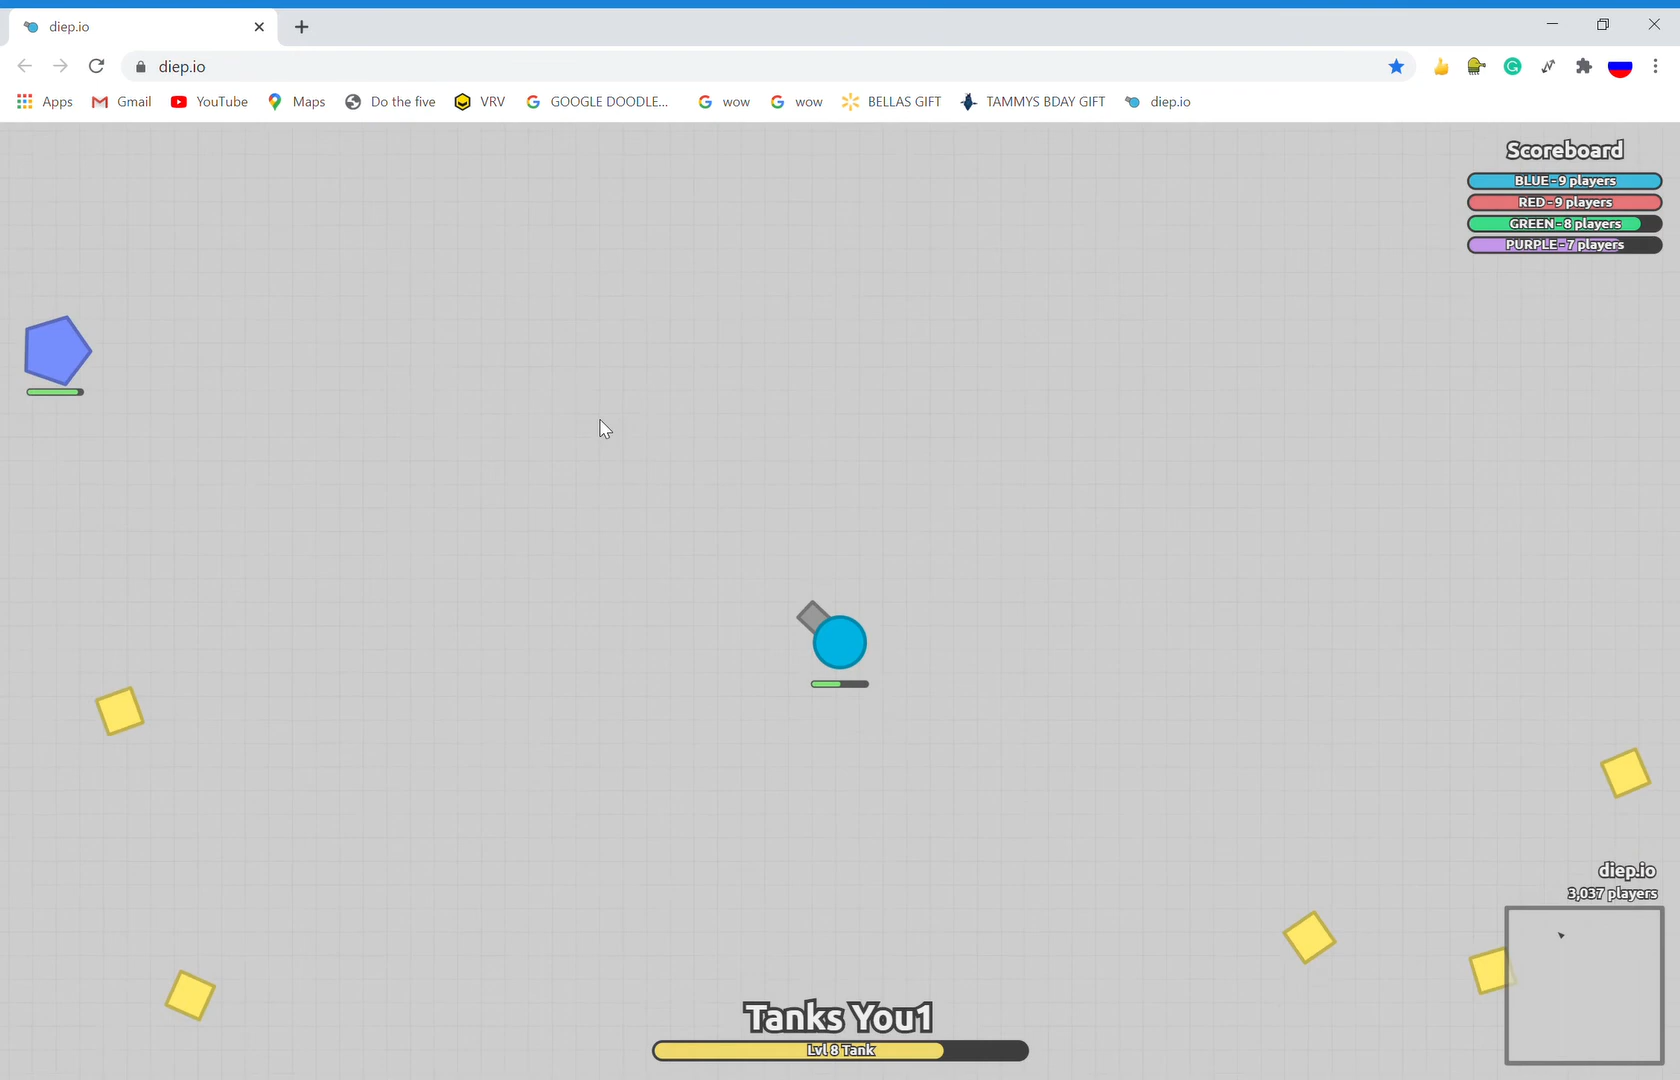 diep.io
diep.io
Apps Gmail YouTube Maps Do the five VRV GOOGLE DOODLE... wow wow BELLAS GIFT TAMMYS BDAY GIFT diep.io
Scoreboard
BLUE - 9 players
RED - 9 players
GREEN - 8 players
PURPLE - 7 players
diep.io
3,037 players
Tanks You1
Lvl 8 Tank